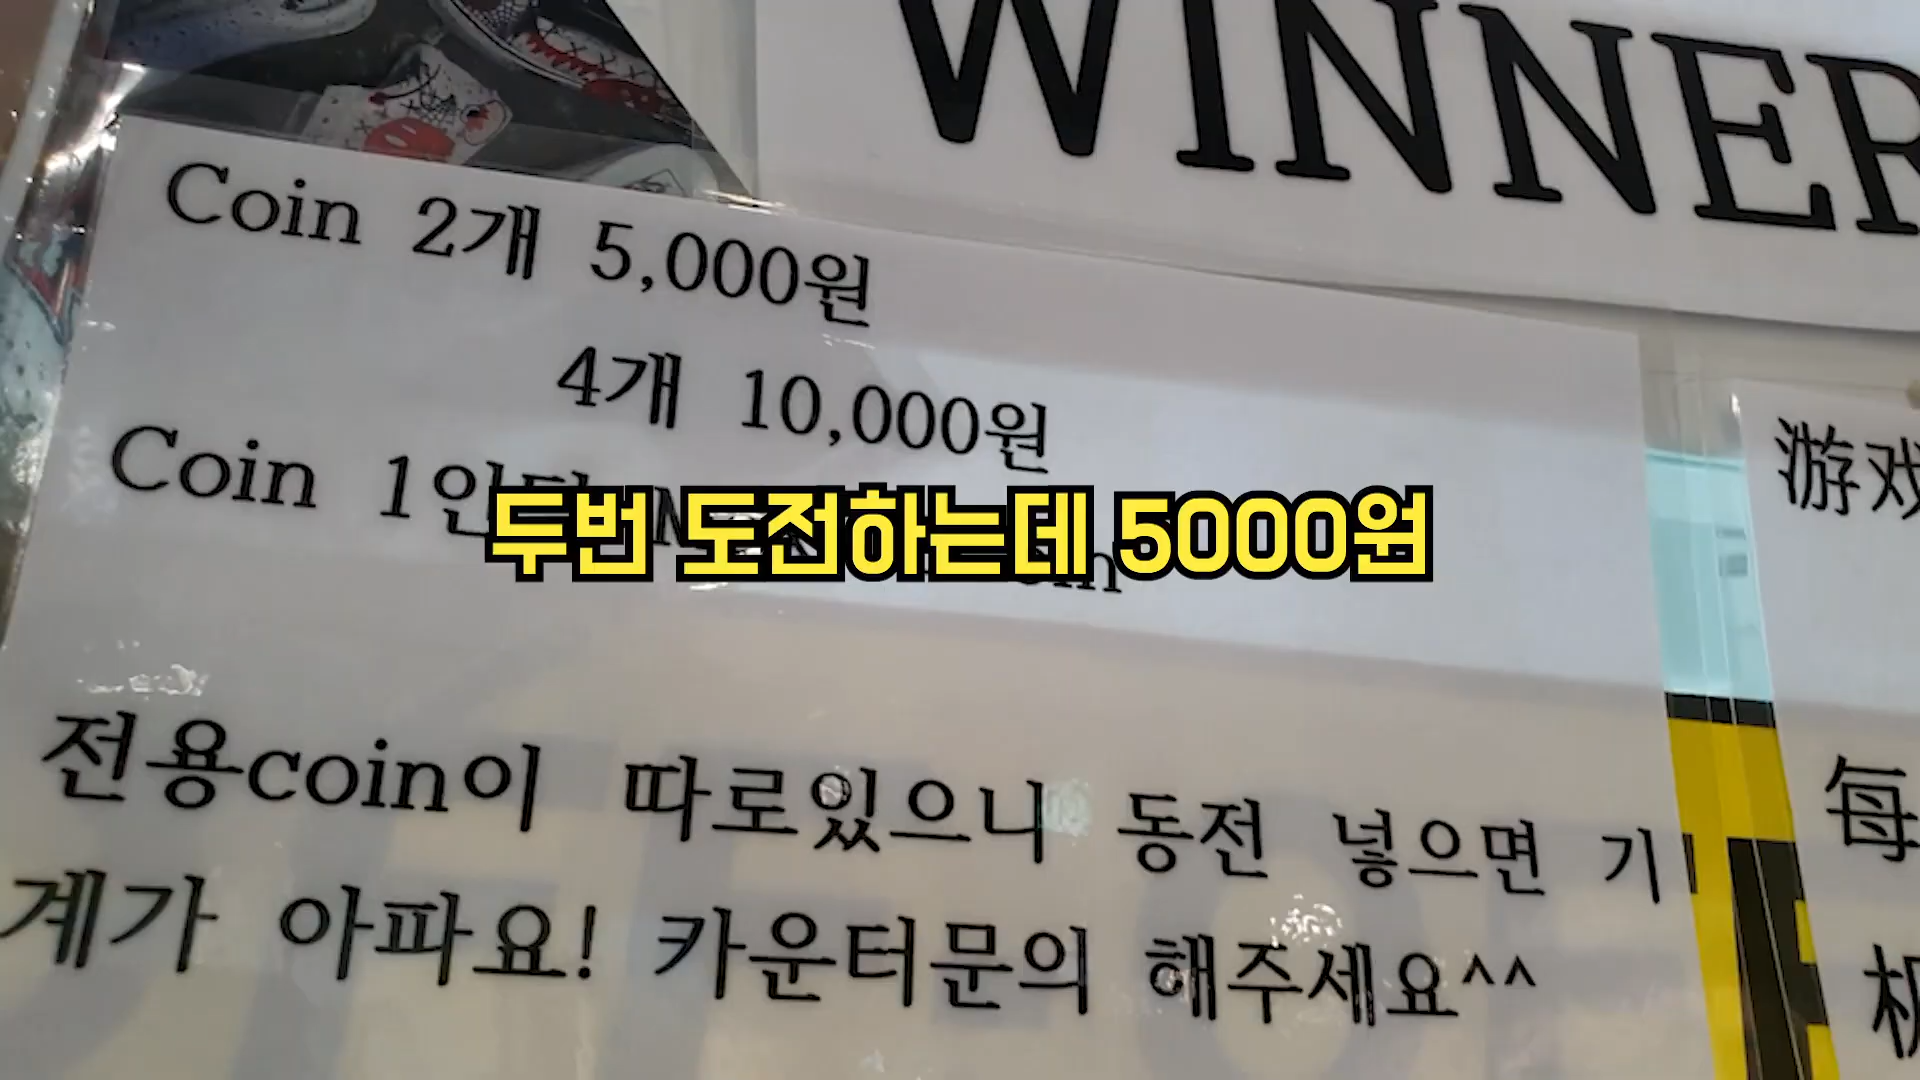 WINNER
Coin 2개 5,000원
4개 10,000원
Coin 1인
두번 도전하는데 5000원
전용coin이 따로있으니 동전 넣으면 기
계가 아파요! 카운터문의 해주세요^^
游戏
每
机